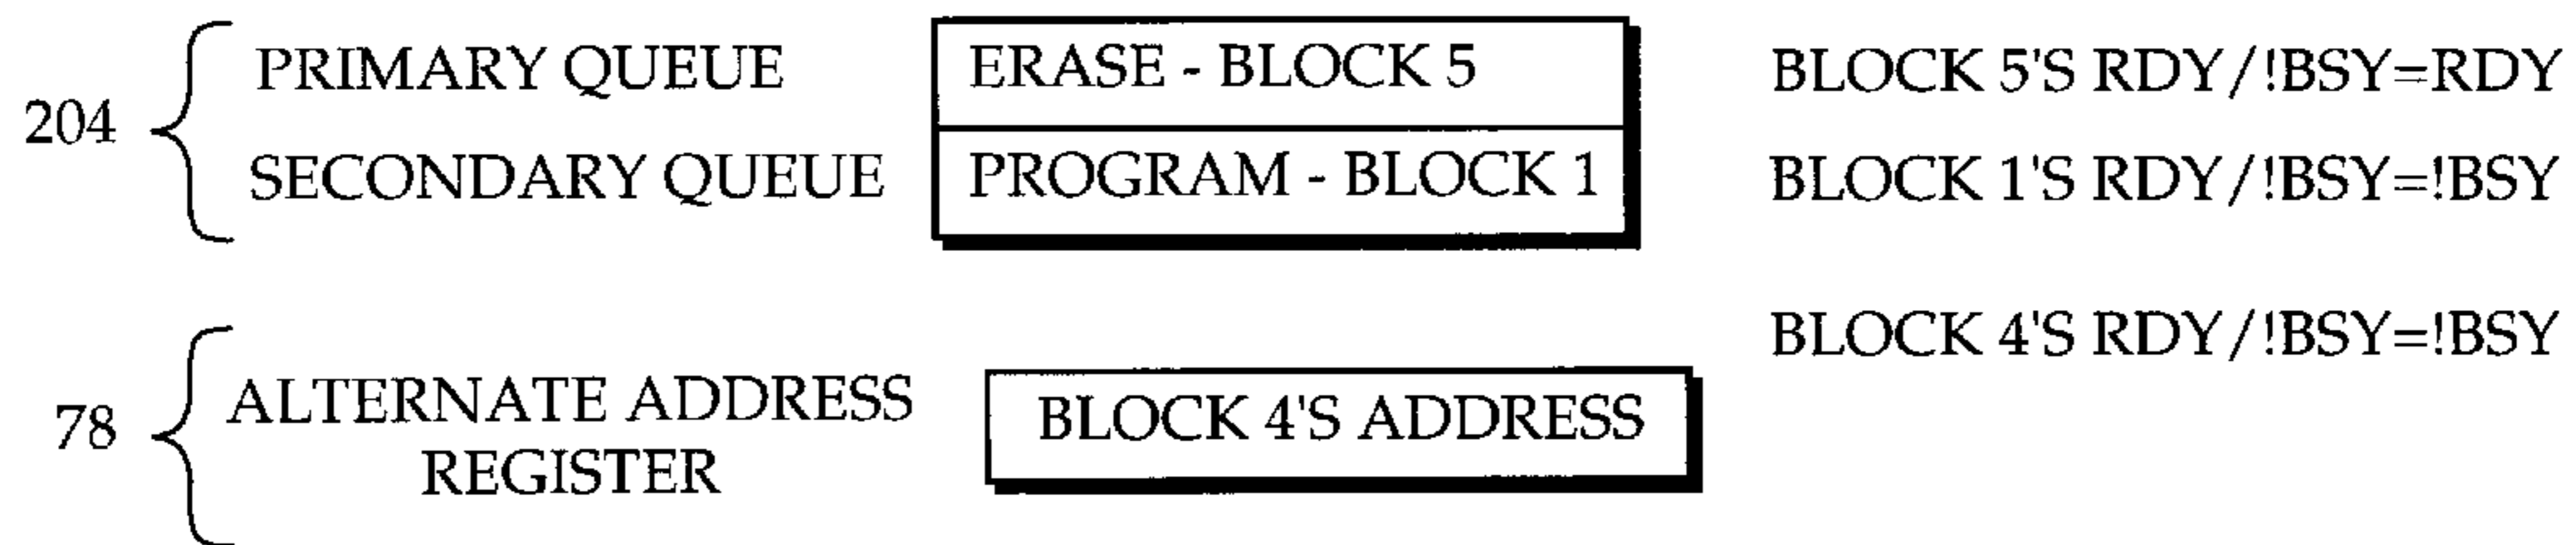 204
PRIMARY QUEUE
ERASE - BLOCK 5
BLOCK 5'S RDY/!BSY=RDY
SECONDARY QUEUE
PROGRAM - BLOCK 1
BLOCK 1'S RDY/!BSY=!BSY
BLOCK 4'S RDY/!BSY=!BSY
78
ALTERNATE ADDRESS
REGISTER
BLOCK 4'S ADDRESS